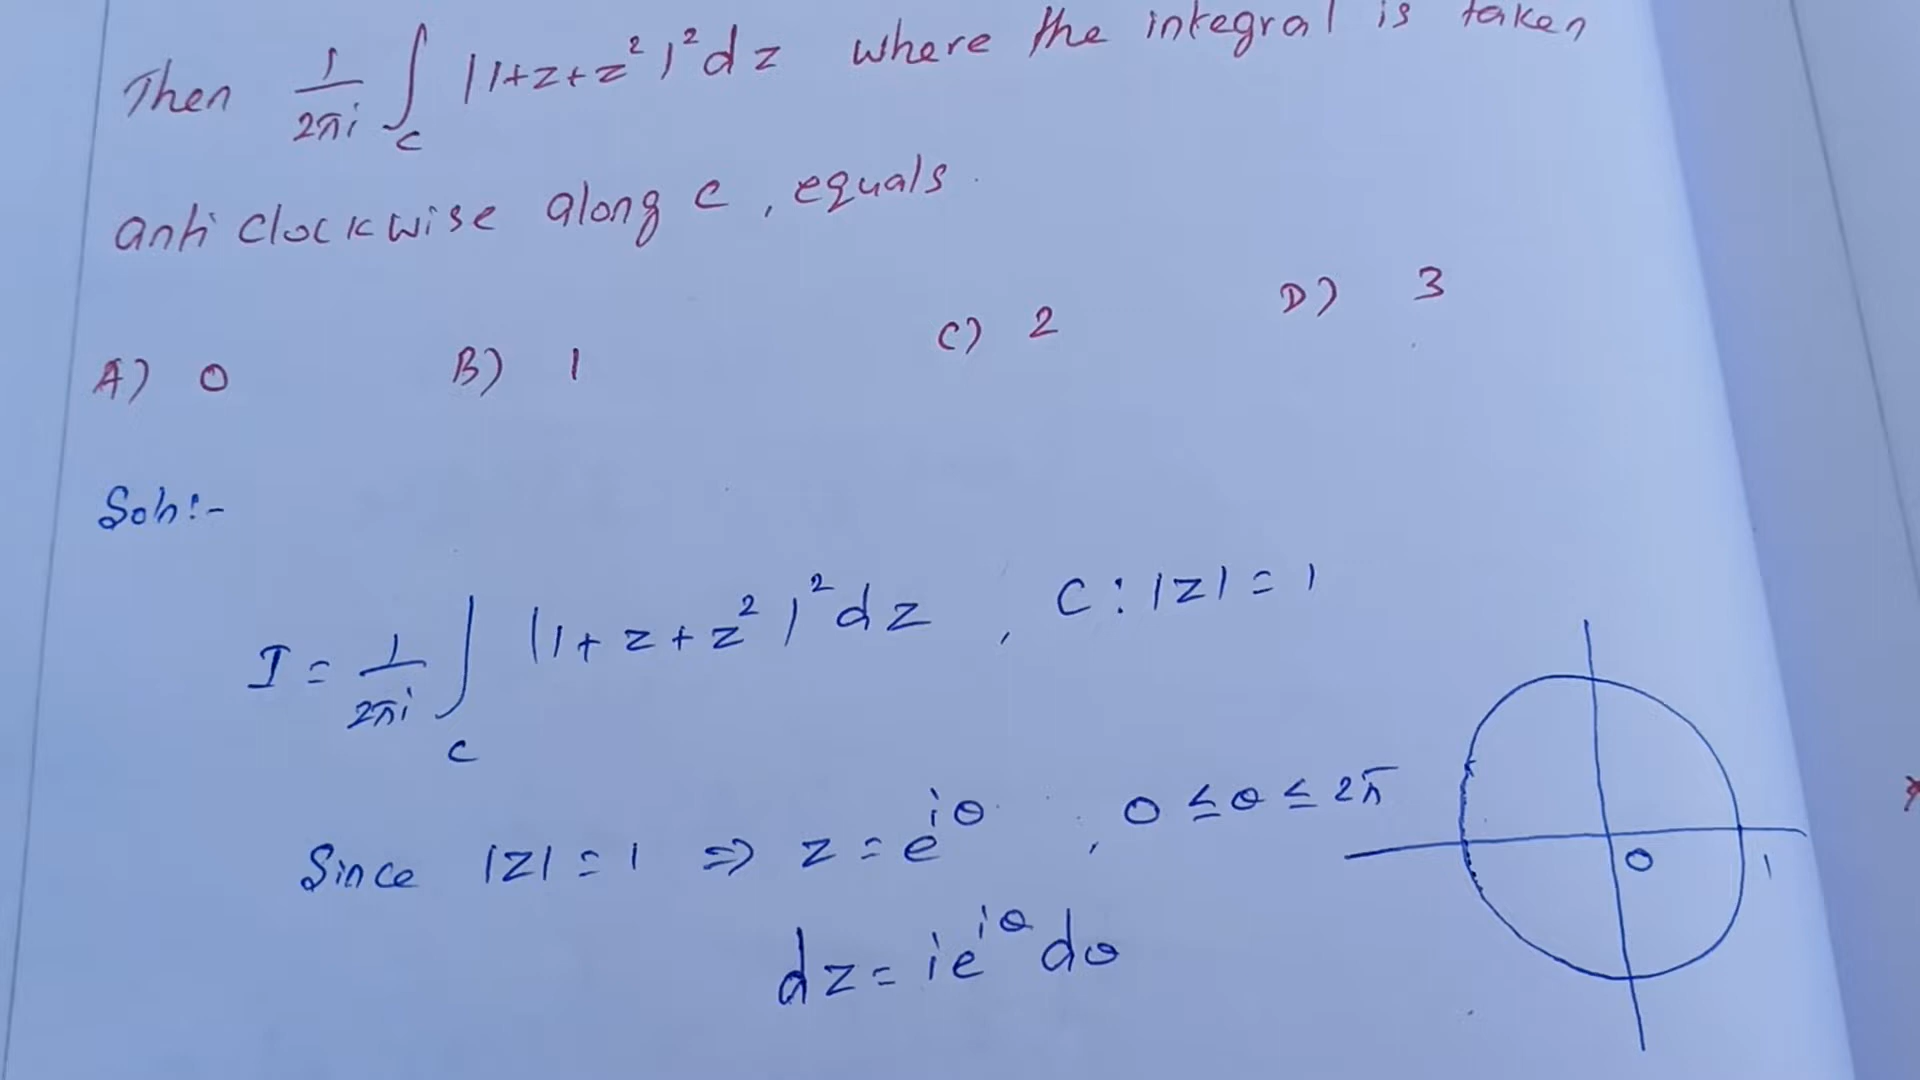 Then 1/2πi ∫_C |1+z+z²|² dz where the integral is taken
anti clockwise along c, equals.
A) 0 B) 1 C) 2 D) 3
Soln:-
I = 1/2πi ∫_C |1+z+z²|² dz , C : |z| = 1
Since |z| = 1 ⇒ z = e^{iθ} , 0 ≤ θ ≤ 2π
0 1
dz = ie^{iθ} dθ